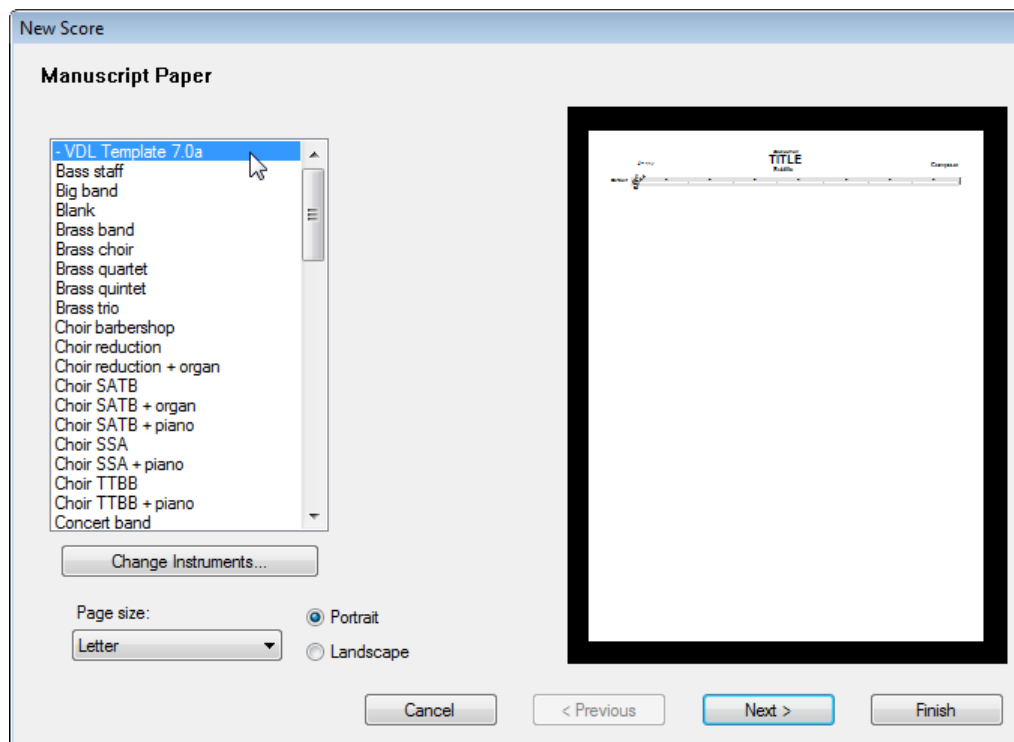 New Score
Manuscript Paper
- VDL Template 7.0a
Bass staff
Big band
Blank
Brass band
Brass choir
Brass quartet
Brass quintet
Brass trio
Choir barbershop
Choir reduction
Choir reduction + organ
Choir SATB
Choir SATB + organ
Choir SATB + piano
Choir SSA
Choir SSA + piano
Choir TTBB
Choir TTBB + piano
Concert band
Change Instruments...
Page size:
Letter
Portrait
Landscape
TITLE
Composer
Cancel
< Previous
Next >
Finish